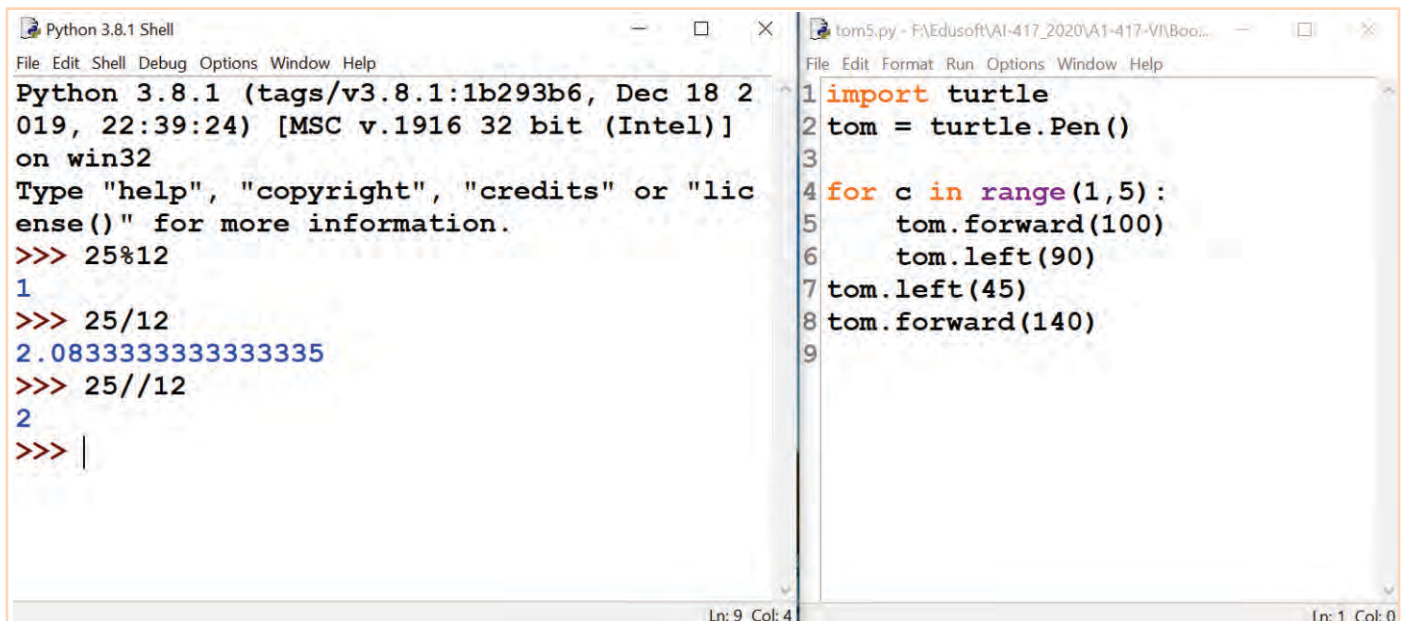 Python 3.8.1 Shell
File Edit Shell Debug Options Window Help
Python 3.8.1 (tags/v3.8.1:1b293b6, Dec 18 2
019, 22:39:24) [MSC v.1916 32 bit (Intel)]
on win32
Type "help", "copyright", "credits" or "lic
ense()" for more information.
>>> 25%12
1
>>> 25/12
2.0833333333333335
>>> 25//12
2
>>>
Ln: 9 Col: 4
tom5.py - F:\Edusoft\AI-417_2020\A1-417-VI\Boo...
File Edit Format Run Options Window Help
1 import turtle
2 tom = turtle.Pen()
3
4 for c in range(1,5):
5     tom.forward(100)
6     tom.left(90)
7 tom.left(45)
8 tom.forward(140)
9
Ln: 1 Col: 0